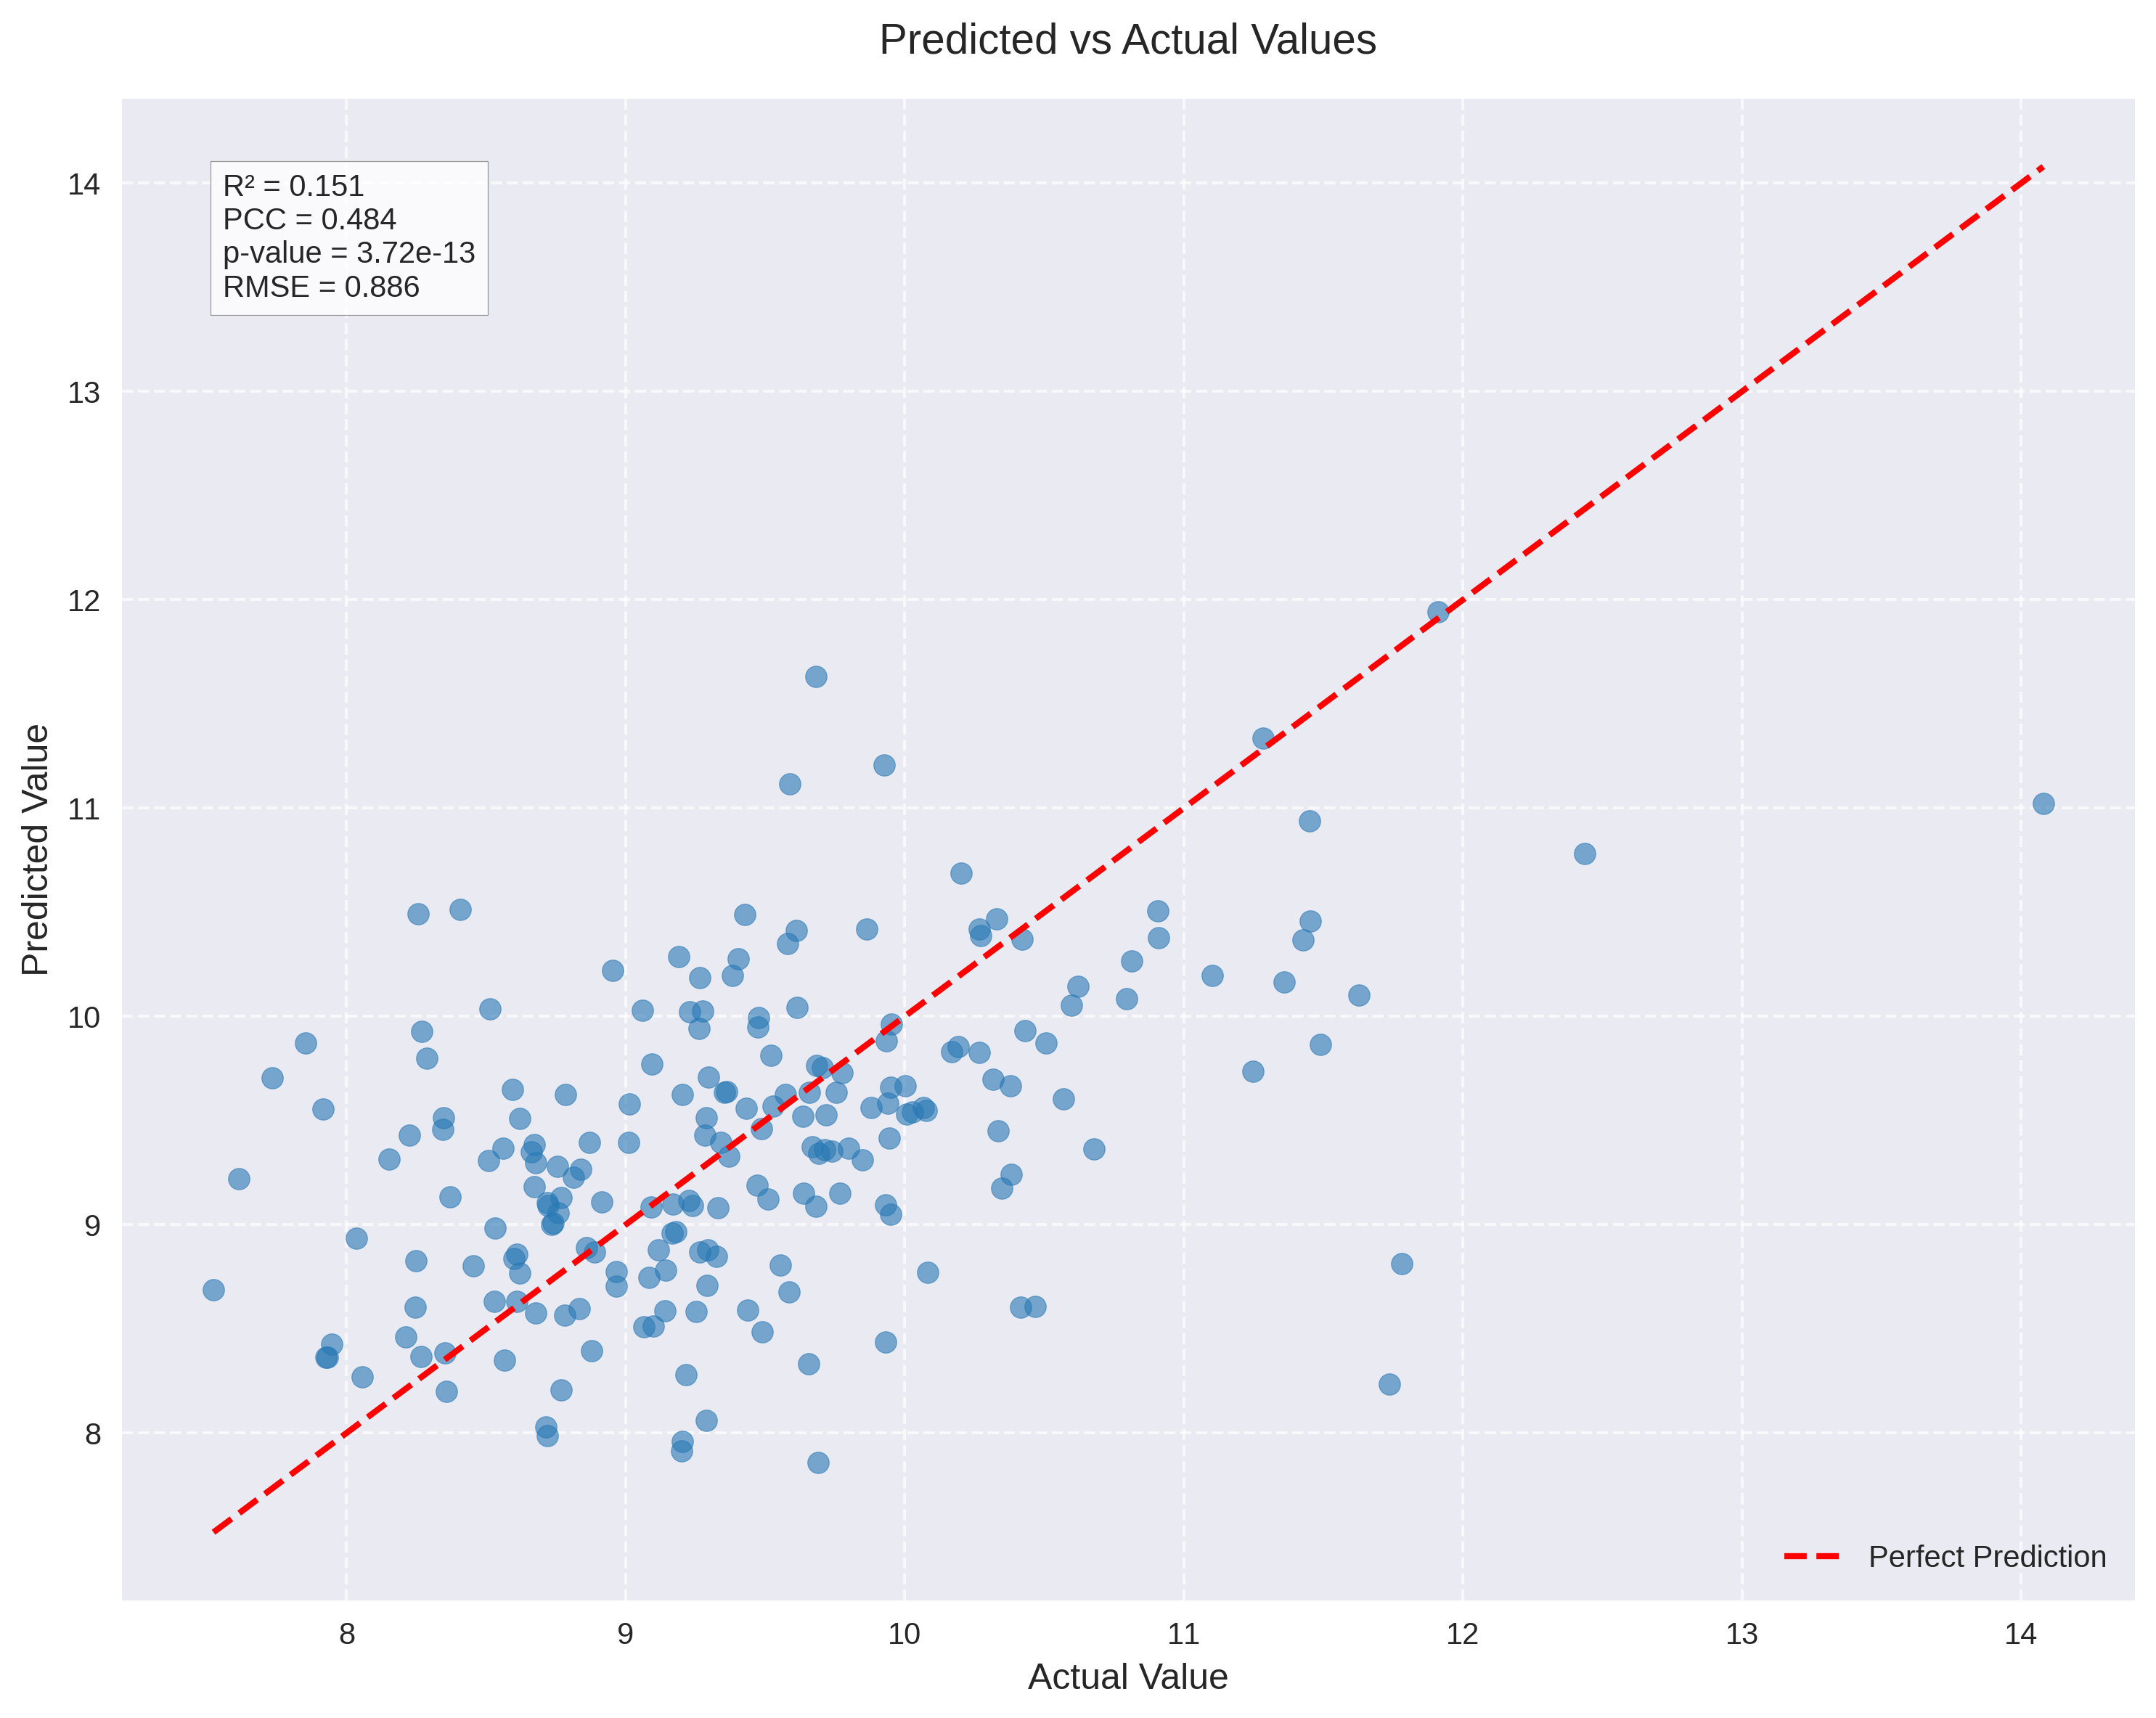 Predicted vs Actual Values
R² = 0.151
PCC = 0.484
p-value = 3.72e-13
RMSE = 0.886
14
13
12
11
10
9
8
Predicted Value
Perfect Prediction
8 9 10 11 12 13 14
Actual Value